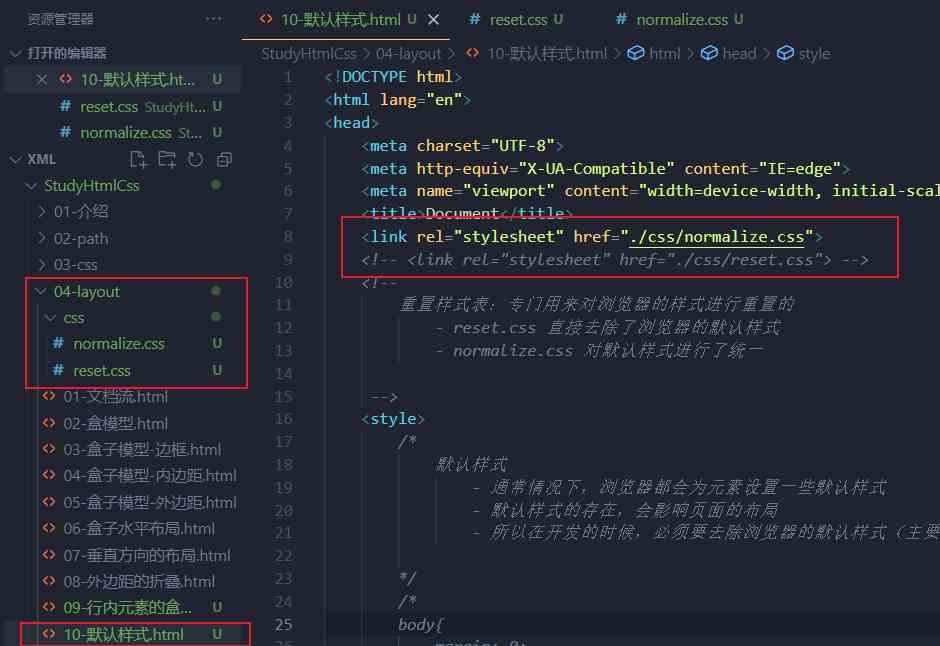 资源管理器 ...
打开的编辑器
10-默认样式.ht... U
reset.css StudyHt... U
normalize.css St... U
XML
StudyHtmlCss
01-介绍
02-path
03-css
04-layout
css
normalize.css U
reset.css U
01-文档流.html
02-盒模型.html
03-盒子模型-边框.html
04-盒子模型-内边距.html
05-盒子模型-外边距.html
06-盒子水平布局.html
07-垂直方向的布局.html
08-外边距的折叠.html
09-行内元素的盒... U
10-默认样式.html U
10-默认样式.html U
reset.css U
normalize.css U
StudyHtmlCss > 04-layout > 10-默认样式.html > html > head > style
1 <!DOCTYPE html>
2 <html lang="en">
3 <head>
4 <meta charset="UTF-8">
5 <meta http-equiv="X-UA-Compatible" content="IE=edge">
6 <meta name="viewport" content="width=device-width, initial-scal
7 <title>Document</title>
8 <link rel="stylesheet" href="./css/normalize.css">
9 <!-- <link rel="stylesheet" href="./css/reset.css"> -->
10 <!--
11 重置样式表：专门用来对浏览器的样式进行重置的
12 - reset.css 直接去除了浏览器的默认样式
13 - normalize.css 对默认样式进行了统一
14
15 -->
16 <style>
17 /*
18 默认样式
19 - 通常情况下，浏览器都会为元素设置一些默认样式
20 - 默认样式的存在，会影响页面的布局
21 - 所以在开发的时候，必须要去除浏览器的默认样式（主要
22
23 */
24 /*
25 body{
margin: 0;